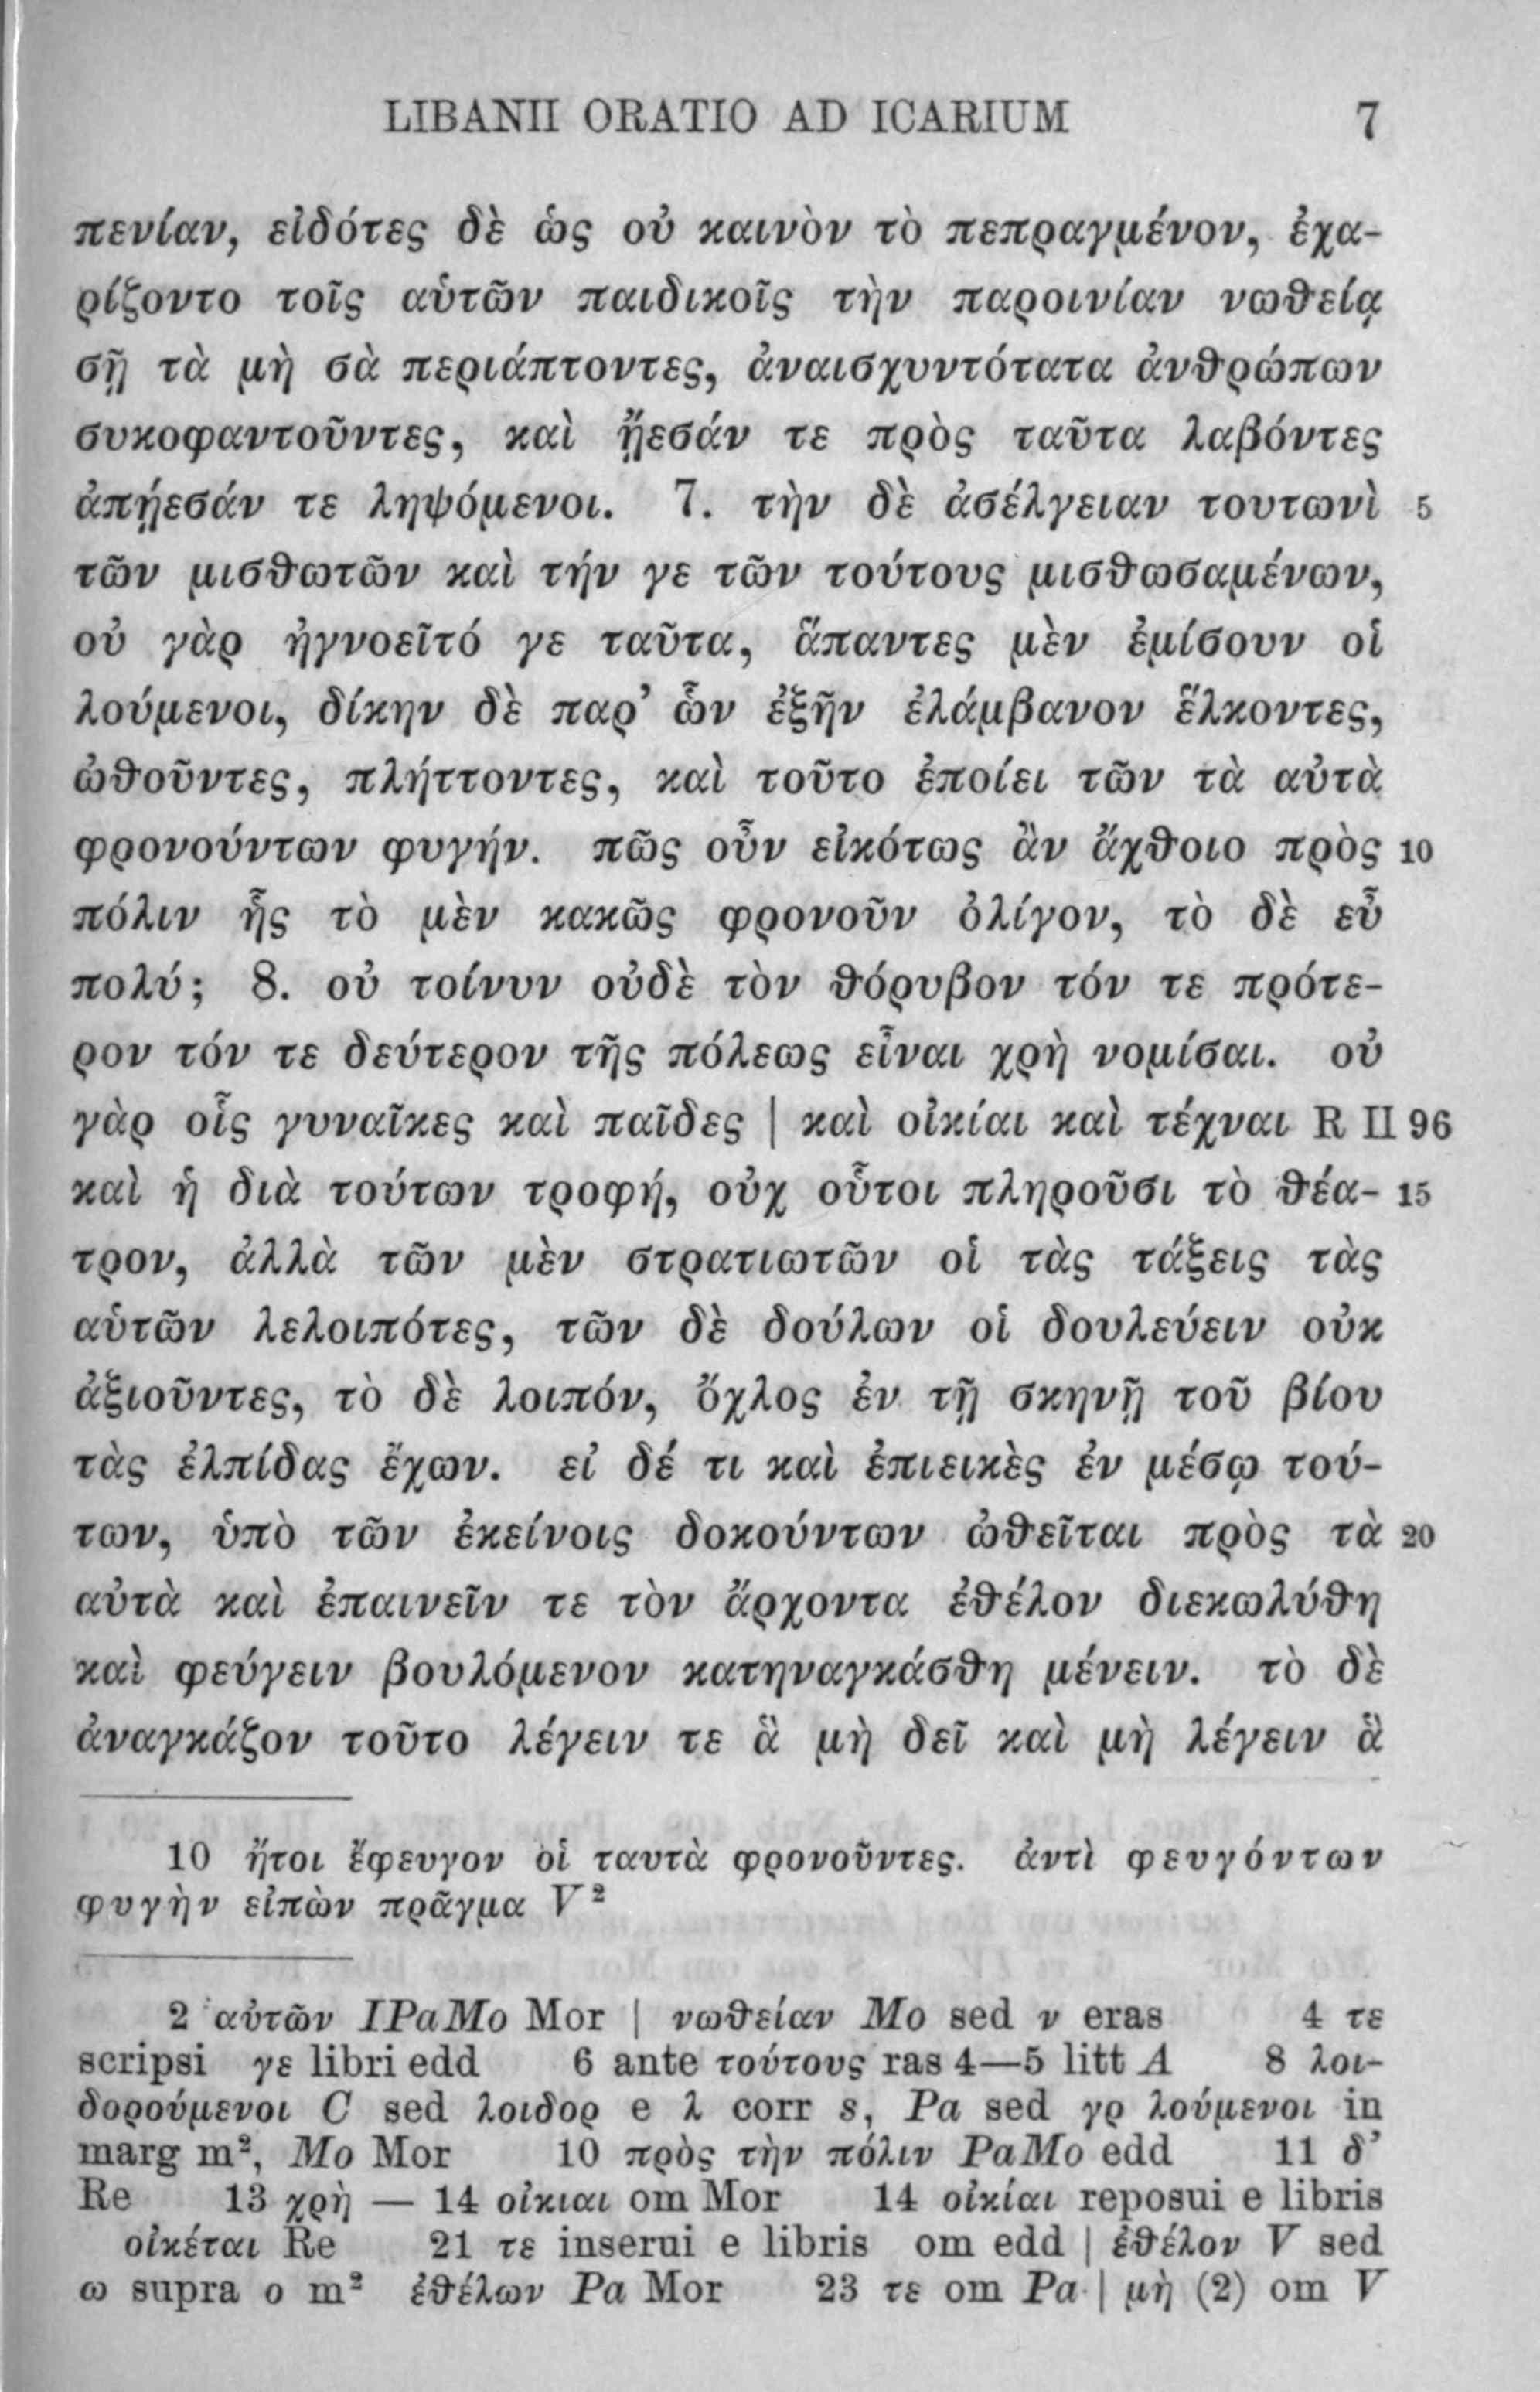 LIBANII ORATIO AD ICARIUM 7
πενίαν, εἰδότες δὲ ὡς οὐ καινὸν τὸ πεπραγμένον, ἐχα-
ρίζοντο τοῖς αὑτῶν παιδικοῖς τὴν παροινίαν νωθείᾳ
σῇ τὰ μὴ σὰ περιάπτοντες, ἀναισχυντότατα ἀνθρώπων
συκοφαντοῦντες, καὶ ᾔεσάν τε πρὸς ταῦτα λαβόντες
ἀπῄεσάν τε ληψόμενοι. 7. τὴν δὲ ἀσέλγειαν τουτωνὶ 5
τῶν μισθωτῶν καὶ τήν γε τῶν τούτους μισθωσαμένων,
οὐ γὰρ ἠγνοεῖτό γε ταῦτα, ἅπαντες μὲν ἐμίσουν οἱ
λούμενοι, δίκην δὲ παρ’ ὧν ἐξῆν ἐλάμβανον ἕλκοντες,
ὠθοῦντες, πλήττοντες, καὶ τοῦτο ἐποίει τῶν τὰ αὐτὰ
φρονούντων φυγήν. πῶς οὖν εἰκότως ἂν ἄχθοιο πρὸς 10
πόλιν ἧς τὸ μὲν κακῶς φρονοῦν ὀλίγον, τὸ δὲ εὖ
πολύ; 8. οὐ τοίνυν οὐδὲ τὸν θόρυβον τόν τε πρότε-
ρον τόν τε δεύτερον τῆς πόλεως εἶναι χρὴ νομίσαι. οὐ
γὰρ οἷς γυναῖκες καὶ παῖδες | καὶ οἰκίαι καὶ τέχναι R II 96
καὶ ἡ διὰ τούτων τροφή, οὐχ οὗτοι πληροῦσι τὸ θέα- 15
τρον, ἀλλὰ τῶν μὲν στρατιωτῶν οἱ τὰς τάξεις τὰς
αὑτῶν λελοιπότες, τῶν δὲ δούλων οἱ δουλεύειν οὐκ
ἀξιοῦντες, τὸ δὲ λοιπόν, ὄχλος ἐν τῇ σκηνῇ τοῦ βίου
τὰς ἐλπίδας ἔχων. εἰ δέ τι καὶ ἐπιεικὲς ἐν μέσῳ τού-
των, ὑπὸ τῶν ἐκείνοις δοκούντων ὠθεῖται πρὸς τὰ 20
αὐτὰ καὶ ἐπαινεῖν τε τὸν ἄρχοντα ἐθέλον διεκωλύθη
καὶ φεύγειν βουλόμενον κατηναγκάσθη μένειν. τὸ δὲ
ἀναγκάζον τοῦτο λέγειν τε ἃ μὴ δεῖ καὶ μὴ λέγειν ἃ
10 ἤτοι ἔφευγον οἱ ταυτὰ φρονοῦντες. ἀντὶ φευγόντων
φυγὴν εἰπὼν πρᾶγμα V²
2 αὐτῶν IPaMo Mor | νωθείαν Mo sed ν eras 4 τε
scripsi γε libri edd 6 ante τούτους ras 4—5 litt A 8 λοι-
δορούμενοι C sed λοιδορ e λ corr s, Pa sed γρ λούμενοι in
marg m², Mo Mor 10 πρὸς τὴν πόλιν PaMo edd 11 δ’
Re 13 χρὴ — 14 οἰκιαι om Mor 14 οἰκίαι reposui e libris
οἰκέται Re 21 τε inserui e libris om edd | ἐθέλον V sed
ω supra ο m² ἐθέλων Pa Mor 23 τε om Pa | μὴ (2) om V